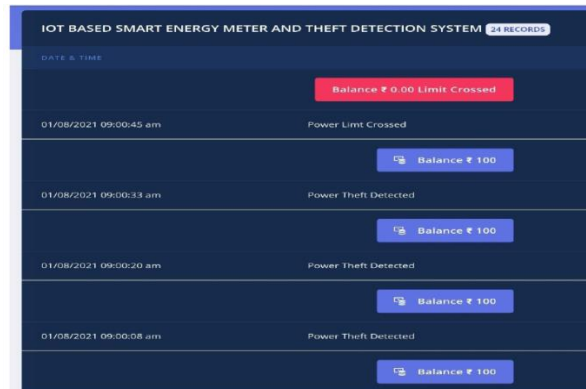 IOT BASED SMART ENERGY METER AND THEFT DETECTION SYSTEM 24 RECORDS
DATE & TIME
Balance ₹ 0.00 Limit Crossed
01/08/2021 09:00:45 am Power Limt Crossed
Balance ₹ 100
01/08/2021 09:00:33 am Power Theft Detected
Balance ₹ 100
01/08/2021 09:00:20 am Power Theft Detected
Balance ₹ 100
01/08/2021 09:00:08 am Power Theft Detected
Balance ₹ 100